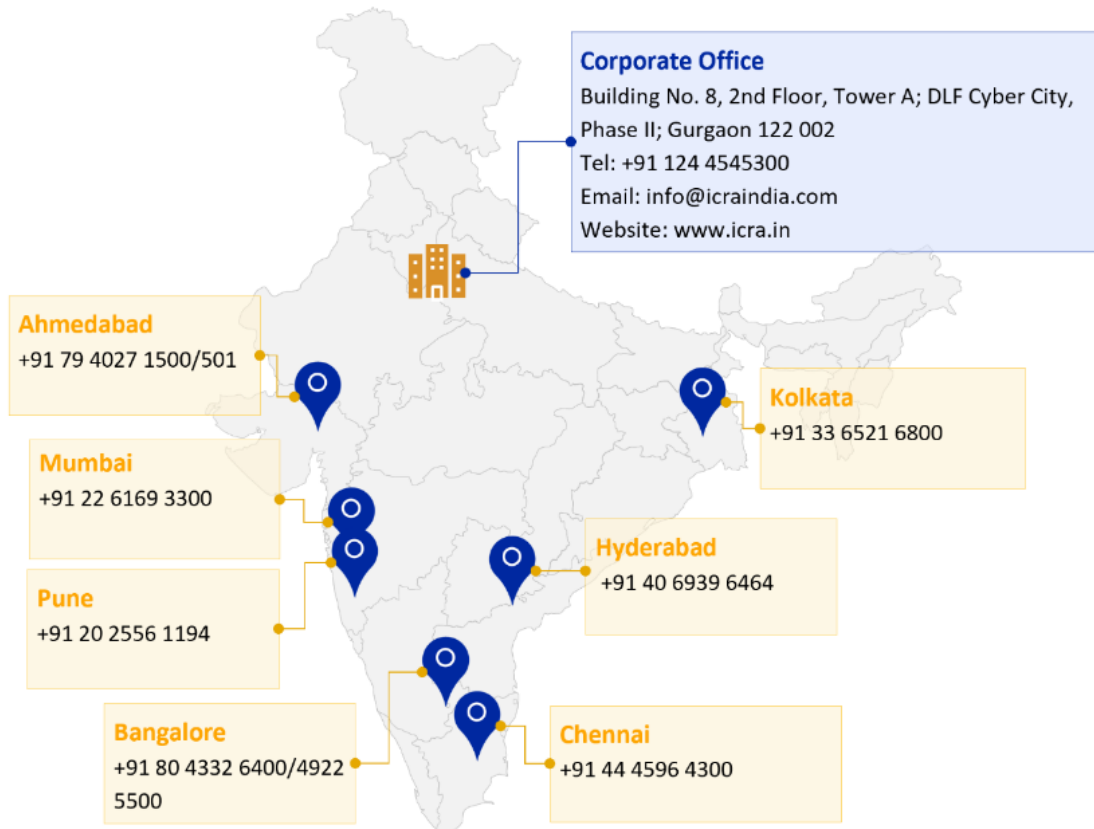 Corporate Office
Building No. 8, 2nd Floor, Tower A; DLF Cyber City,
Phase II; Gurgaon 122 002
Tel: +91 124 4545300
Email: info@icraindia.com
Website: www.icra.in
Ahmedabad
+91 79 4027 1500/501
Kolkata
+91 33 6521 6800
Mumbai
+91 22 6169 3300
Hyderabad
+91 40 6939 6464
Pune
+91 20 2556 1194
Bangalore
+91 80 4332 6400/4922
5500
Chennai
+91 44 4596 4300